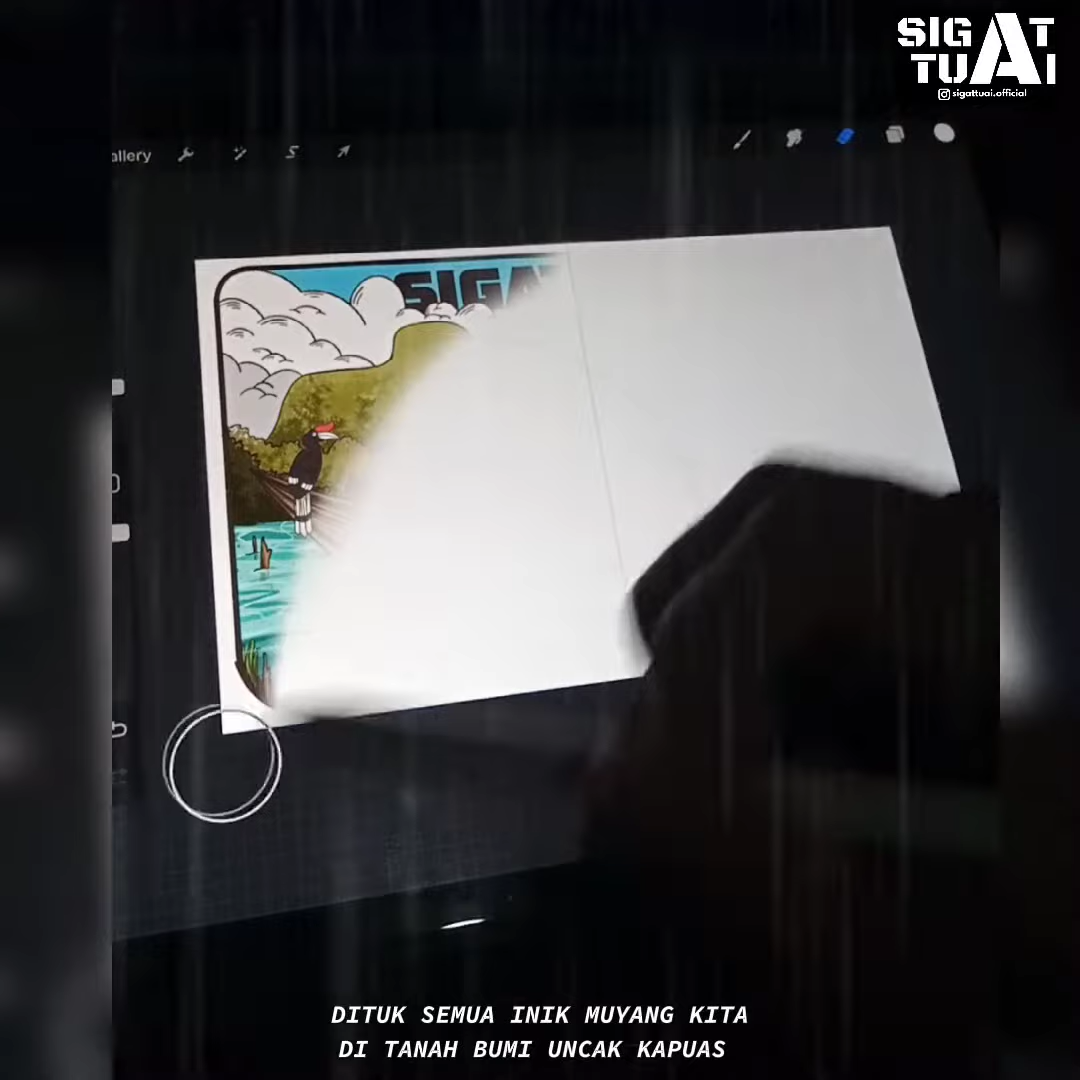 SIGAT
TUAI
sigattuai.official
allery
SIGA
DITUK SEMUA INIK MUYANG KITA
DI TANAH BUMI UNCAK KAPUAS